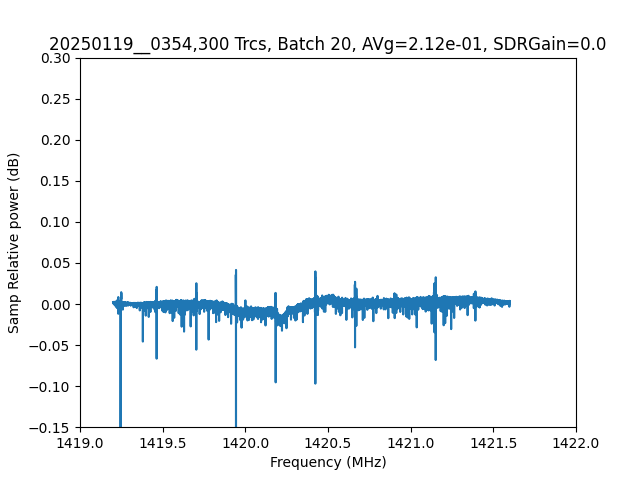 20250119__0354,300 Trcs, Batch 20, AVg=2.12e-01, SDRGain=0.0
0.30
0.25
0.20
0.15
0.10
0.05
0.00
−0.05
−0.10
−0.15
Samp Relative power (dB)
1419.0 1419.5 1420.0 1420.5 1421.0 1421.5 1422.0
Frequency (MHz)